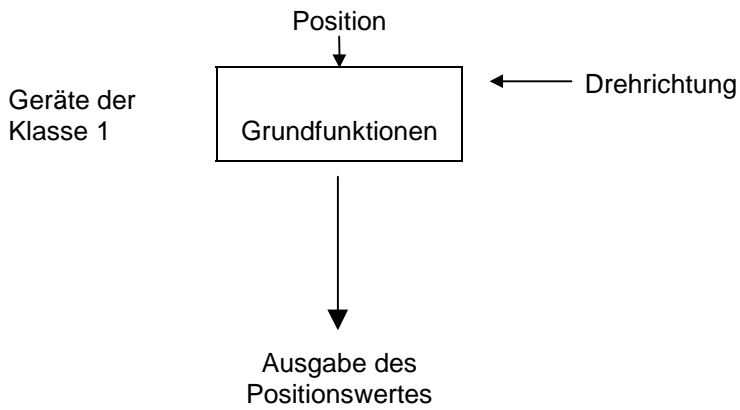 Position
Drehrichtung
Geräte der
Klasse 1
Grundfunktionen
Ausgabe des
Positionswertes